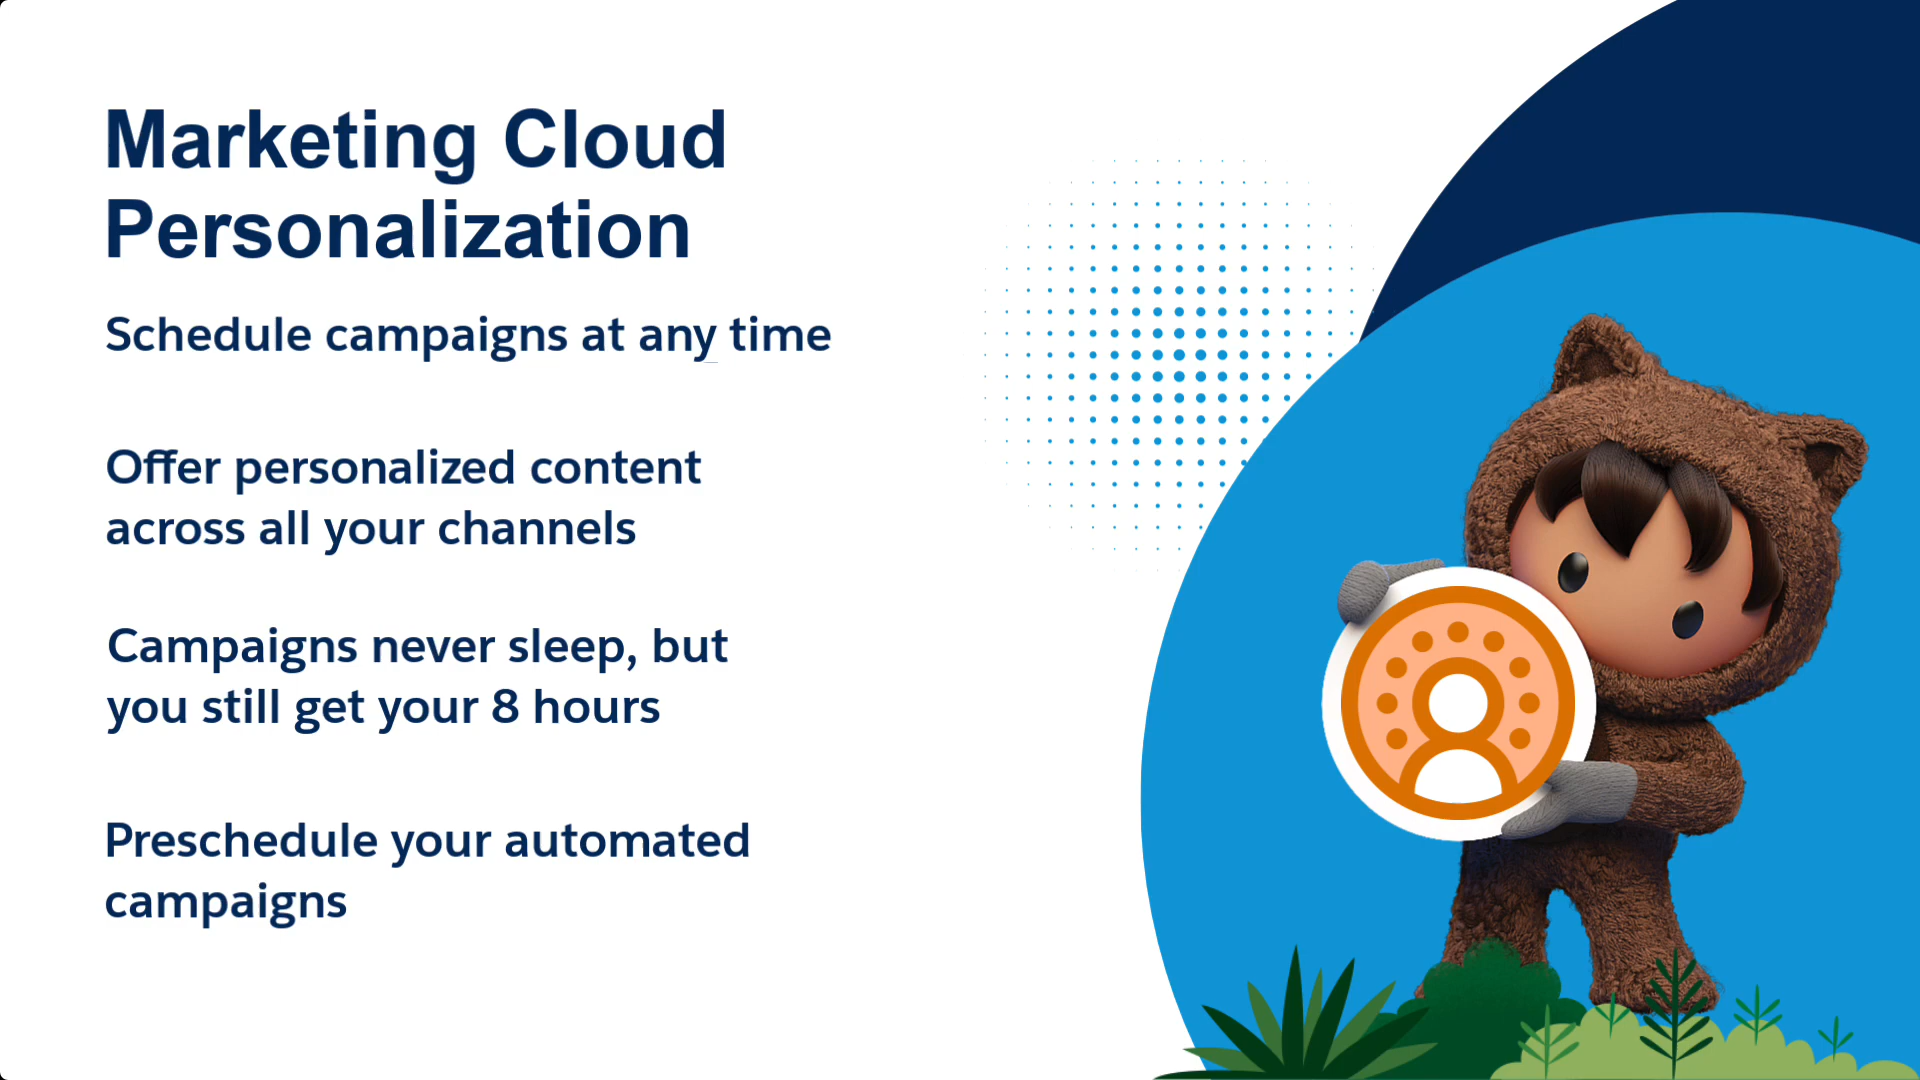 Marketing Cloud
Personalization
Schedule campaigns at any time
Offer personalized content
across all your channels
Campaigns never sleep, but
you still get your 8 hours
Preschedule your automated
campaigns